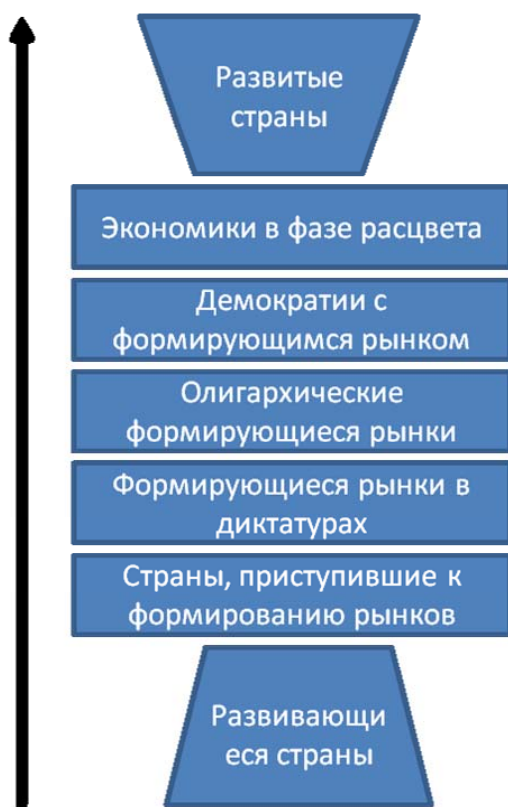 Развитые
страны
Экономики в фазе расцвета
Демократии с
формирующимся рынком
Олигархические
формирующиеся рынки
Формирующиеся рынки в
диктатурах
Страны, приступившие к
формированию рынков
Развивающи
еся страны